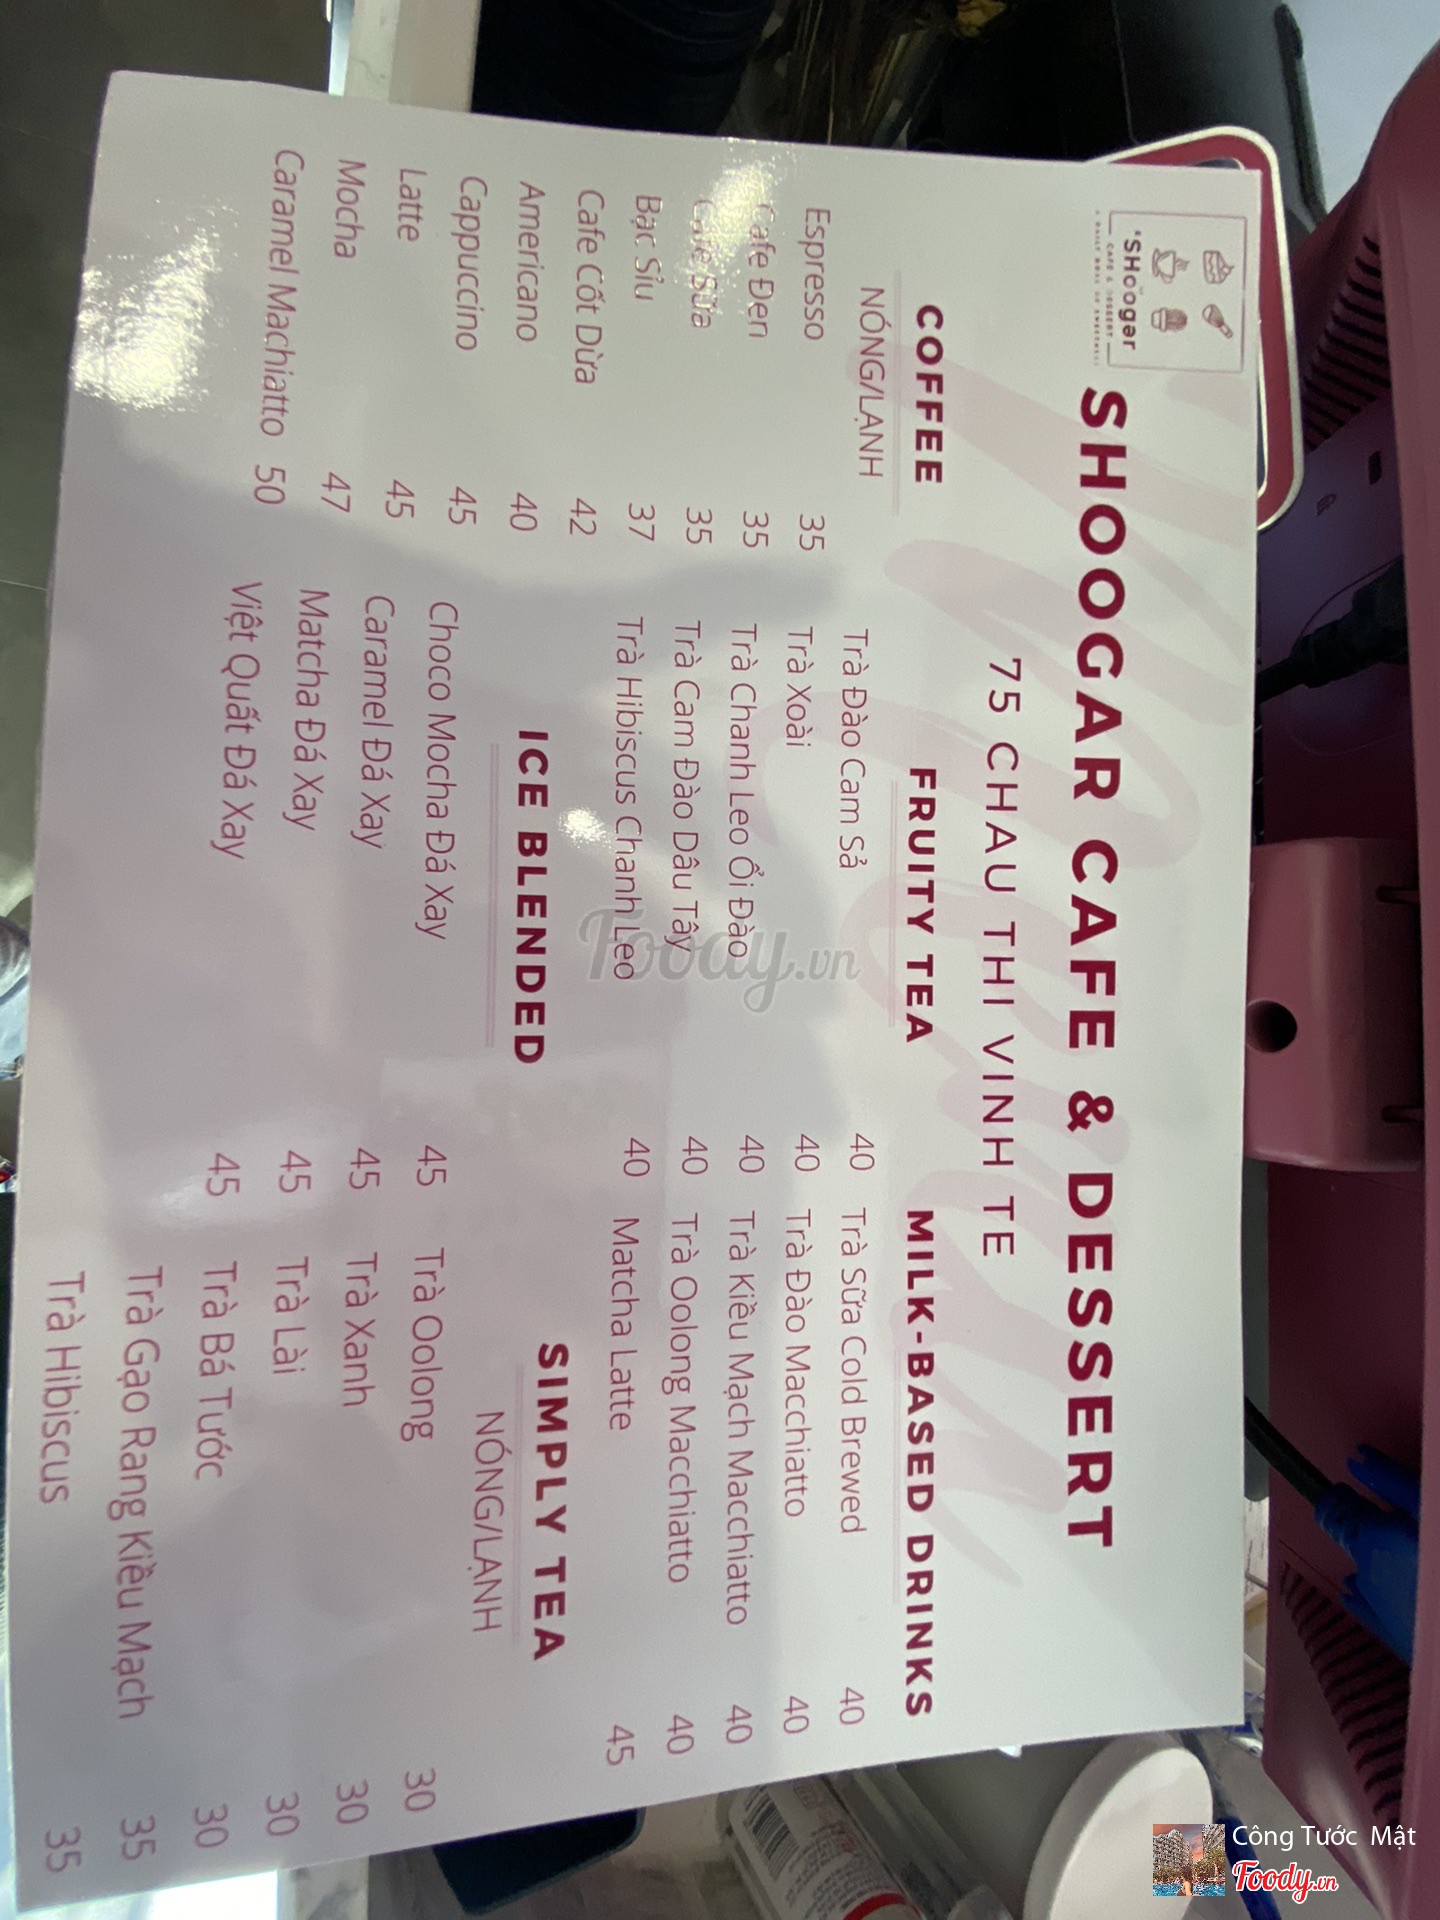 SHOOGAR CAFE & DESSERT
75 CHAU THI VINH TE
'SHoogər
CAFE & DESSERT
COFFEE
NÓNG/LẠNH
Espresso 35
Cafe Đen 35
Cafe Sữa 35
Bạc Sỉu 37
Cafe Cốt Dừa 42
Americano 40
Cappuccino 45
Latte 45
Mocha 47
Caramel Machiatto 50
FRUITY TEA
Trà Đào Cam Sả 40
Trà Xoài 40
Trà Chanh Leo Ổi Đào 40
Trà Cam Đào Dâu Tây 40
Trà Hibiscus Chanh Leo 40
ICE BLENDED
Choco Mocha Đá Xay 45
Caramel Đá Xay 45
Matcha Đá Xay 45
Việt Quất Đá Xay 45
MILK-BASED DRINKS
Trà Sữa Cold Brewed 40
Trà Đào Macchiatto 40
Trà Kiều Mạch Macchiatto 40
Trà Oolong Macchiatto 40
Matcha Latte 45
SIMPLY TEA
NÓNG/LẠNH
Trà Oolong 30
Trà Xanh 30
Trà Lài 30
Trà Bá Tước 30
Trà Gạo Rang Kiều Mạch 35
Trà Hibiscus 35
Foody.vn
Công Tước Mật
Foody.vn